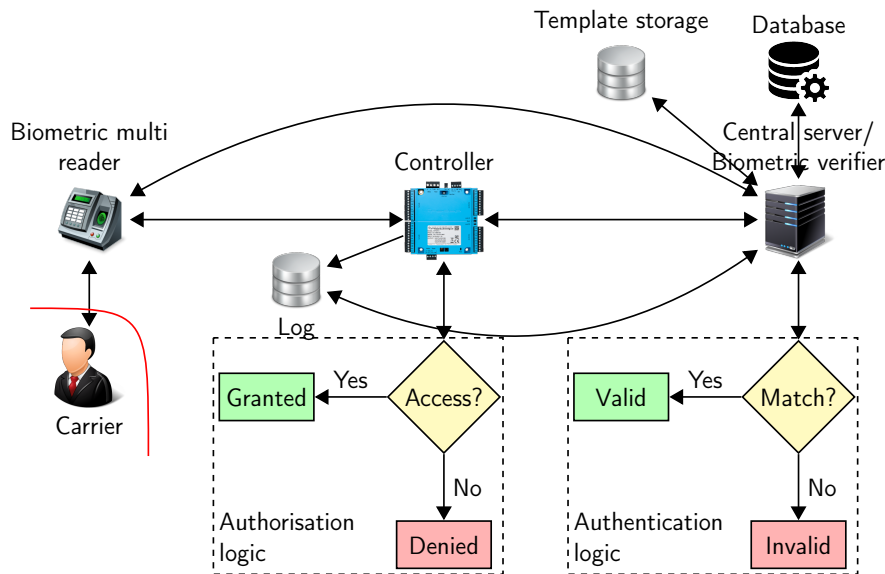 Template storage
Database
Biometric multi
reader
Controller
Central server/
Biometric verifier
Log
Carrier
Granted
Yes
Access?
Valid
Yes
Match?
No
No
Authorisation
logic
Denied
Authentication
logic
Invalid